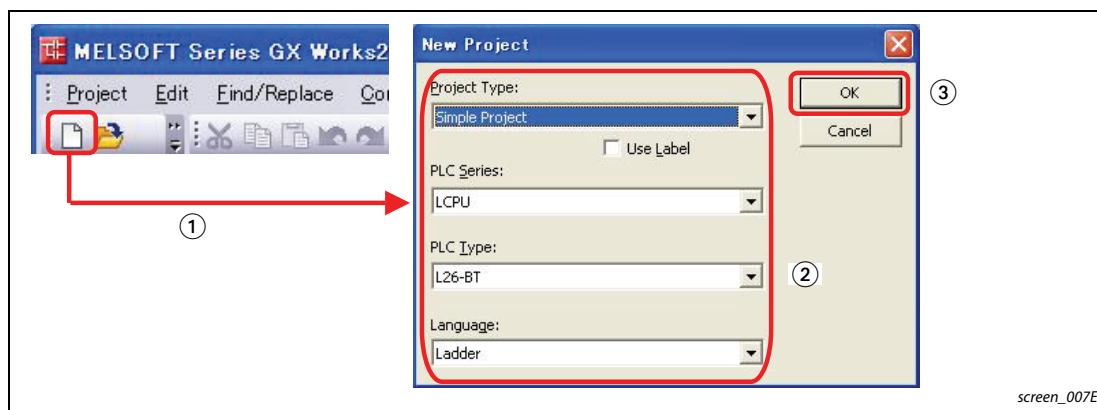 MELSOFT Series GX Works2
Project Edit Find/Replace Co
①
New Project
Project Type:
Simple Project
Use Label
PLC Series:
LCPU
PLC Type:
L26-BT
Language:
Ladder
②
OK
Cancel
③
screen_007E